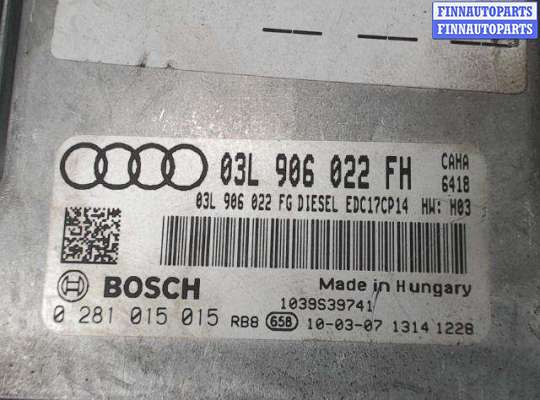 FINNAUTOPARTS
FINNAUTOPARTS
03L 906 022 FH CAHA
6418
03L 906 022 FG DIESEL EDC17CP14 HW: H03
BOSCH Made in Hungary
1039S39741
0 281 015 015 RB8 658 10-03-07 1314 1228